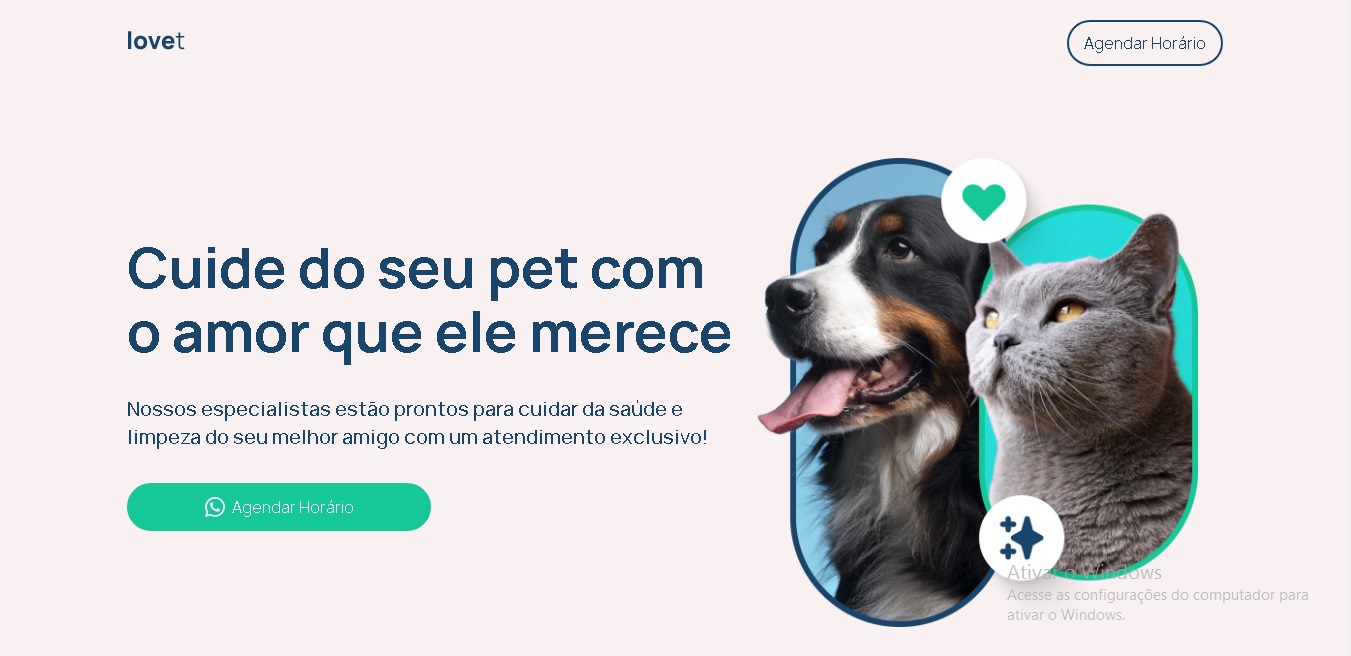 lovet
Agendar Horário
Cuide do seu pet com
o amor que ele merece
Nossos especialistas estão prontos para cuidar da saúde e
limpeza do seu melhor amigo com um atendimento exclusivo!
Agendar Horário
Ativar o Windows
Acesse as configurações do computador para
ativar o Windows.